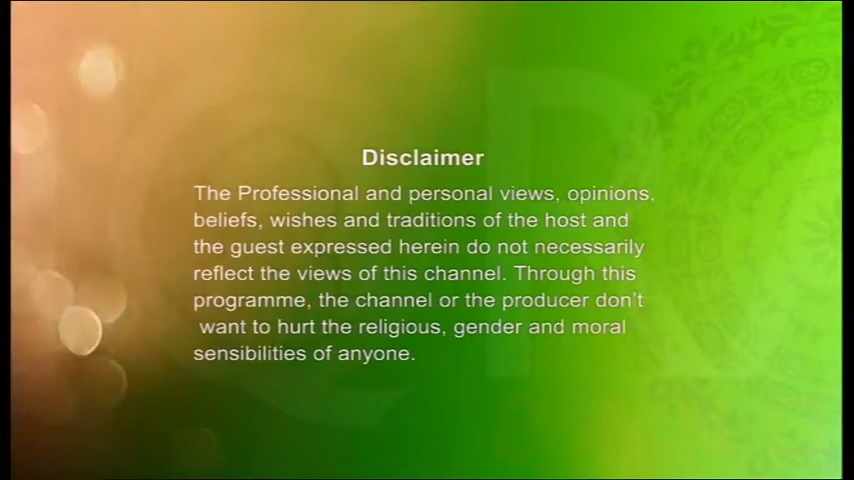 Disclaimer
The Professional and personal views, opinions,
beliefs, wishes and traditions of the host and
the guest expressed herein do not necessarily
reflect the views of this channel. Through this
programme, the channel or the producer don't
want to hurt the religious, gender and moral
sensibilities of anyone.